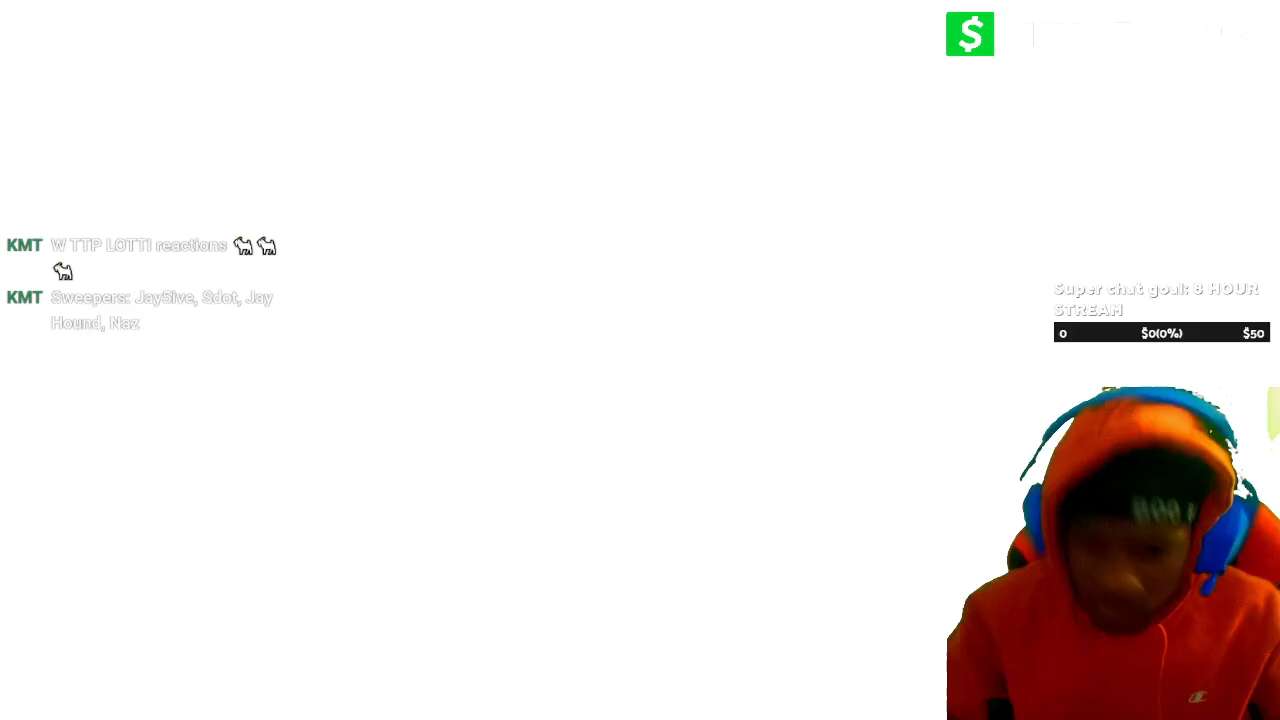 $
KMT W TTP LOTTI reactions 🐐🐐
🐐
KMT Sweepers: Jay5ive, Sdot, Jay
Hound, Naz
Super chat goal: 8 HOUR
STREAM
0 $0(0%) $50